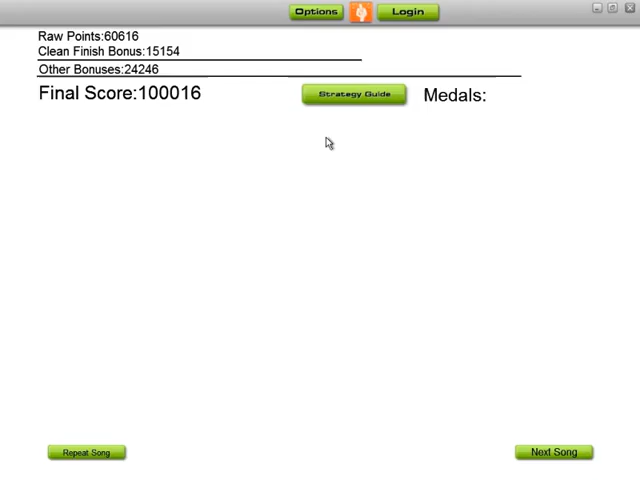 Options
Login
Raw Points:60616
Clean Finish Bonus:15154
Other Bonuses:24246
Final Score:100016
Strategy Guide
Medals:
Repeat Song
Next Song